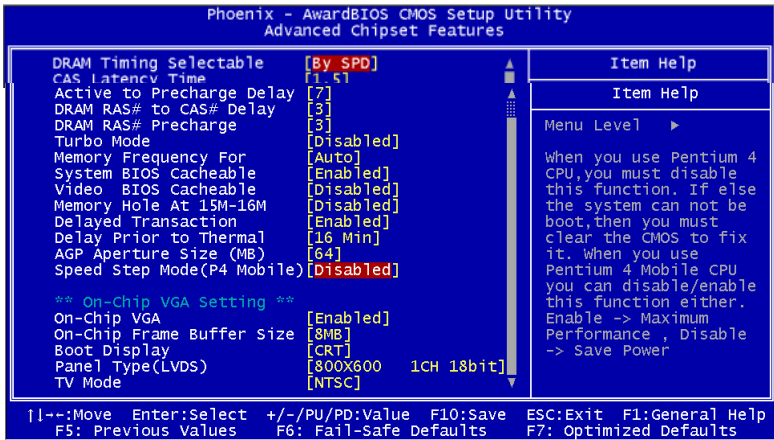 Phoenix - AwardBIOS CMOS Setup Utility
Advanced Chipset Features
DRAM Timing Selectable [By SPD]
CAS Latency Time [1.5]
Active to Precharge Delay [7]
DRAM RAS# to CAS# Delay [3]
DRAM RAS# Precharge [3]
Turbo Mode [Disabled]
Memory Frequency For [Auto]
System BIOS Cacheable [Enabled]
Video BIOS Cacheable [Disabled]
Memory Hole At 15M-16M [Disabled]
Delayed Transaction [Enabled]
Delay Prior to Thermal [16 Min]
AGP Aperture Size (MB) [64]
Speed Step Mode(P4 Mobile)[Disabled]
** On-Chip VGA Setting **
On-Chip VGA [Enabled]
On-Chip Frame Buffer Size [8MB]
Boot Display [CRT]
Panel Type(LVDS) [800X600 1CH 18bit]
TV Mode [NTSC]
Item Help
Item Help
Menu Level ▶
When you use Pentium 4
CPU,you must disable
this function. If else
the system can not be
boot,then you must
clear the CMOS to fix
it. When you use
Pentium 4 Mobile CPU
you can disable/enable
this function either.
Enable -> Maximum
Performance , Disable
-> Save Power
↑↓→←:Move Enter:Select +/-/PU/PD:Value F10:Save ESC:Exit F1:General Help
F5: Previous Values F6: Fail-Safe Defaults F7: Optimized Defaults